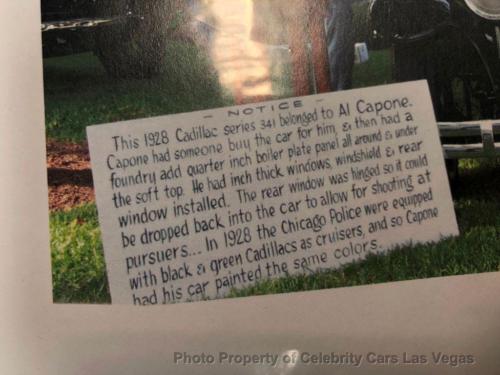 - NOTICE -
This 1928 Cadillac series 341 belonged to Al Capone.
Capone had someone buy the car for him, & then had a
foundry add quarter inch boiler plate panel all around & under
the soft top. He had inch thick windows, windshield & rear
window installed. The rear window was hinged so it could
be dropped back into the car to allow for shooting at
pursuers... In 1928 the Chicago Police were equipped
with black & green Cadillacs as cruisers, and so Capone
had his car painted the same colors.
Photo Property of Celebrity Cars Las Vegas